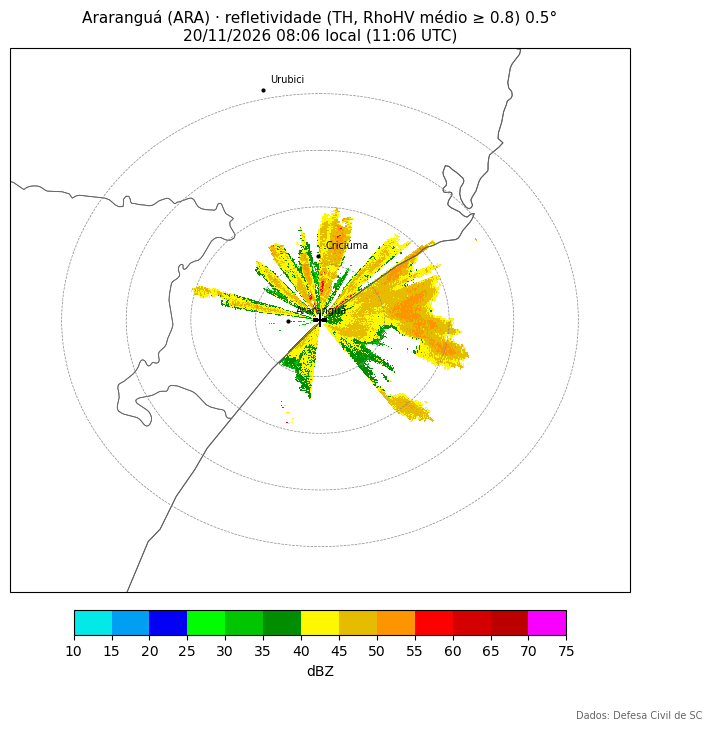 Araranguá (ARA) · refletividade (TH, RhoHV médio ≥ 0.8) 0.5°
20/11/2026 08:06 local (11:06 UTC)
Urubici
Criciúma
Araranguá
10 15 20 25 30 35 40 45 50 55 60 65 70 75
dBZ
Dados: Defesa Civil de SC